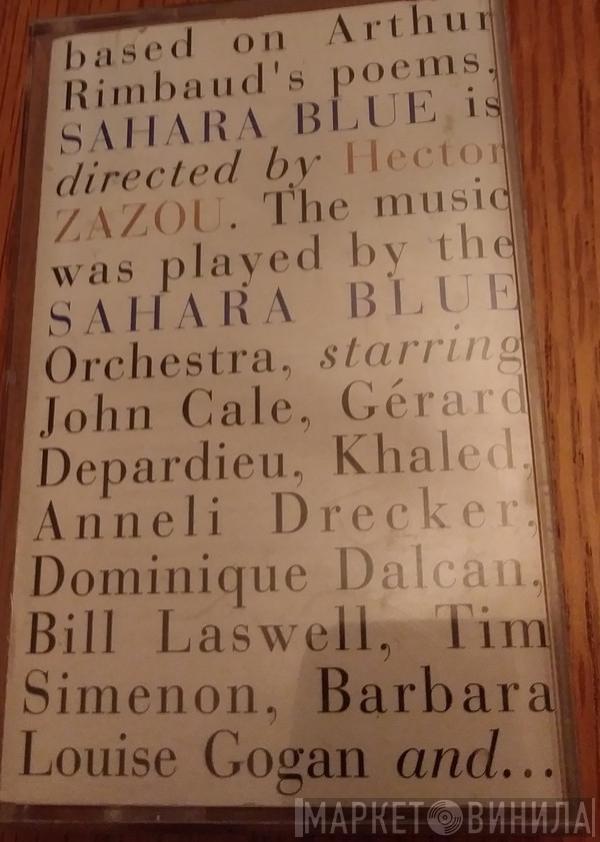 based on Arthur
Rimbaud's poems,
SAHARA BLUE is
directed by Hector
ZAZOU. The music
was played by the
SAHARA BLUE
Orchestra, starring
John Cale, Gérard
Depardieu, Khaled,
Anneli Drecker,
Dominique Dalcan,
Bill Laswell, Tim
Simenon, Barbara
Louise Gogan and...
МАРКЕТ ВИНИЛА